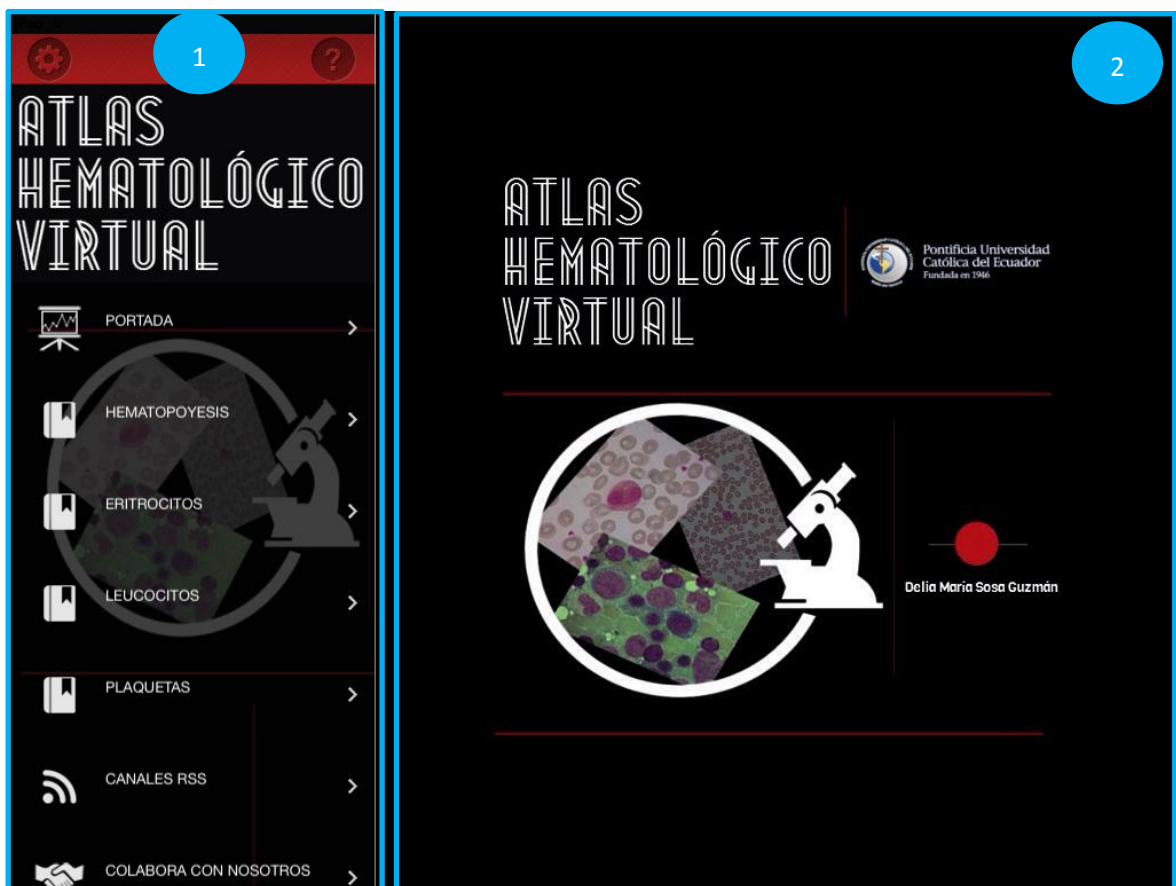 1
?
ATLAS
HEMATOLÓGICO
VIRTUAL
PORTADA
HEMATOPOYESIS
ERITROCITOS
LEUCOCITOS
PLAQUETAS
CANALES RSS
COLABORA CON NOSOTROS
2
ATLAS
HEMATOLÓGICO
VIRTUAL
Pontificia Universidad
Católica del Ecuador
Fundada en 1946
Delia María Sosa Guzmán